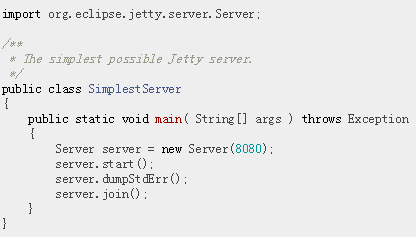 import org.eclipse.jetty.server.Server;

/**
 * The simplest possible Jetty server.
 */
public class SimplestServer
{
    public static void main( String[] args ) throws Exception
    {
        Server server = new Server(8080);
        server.start();
        server.dumpStdErr();
        server.join();
    }
}